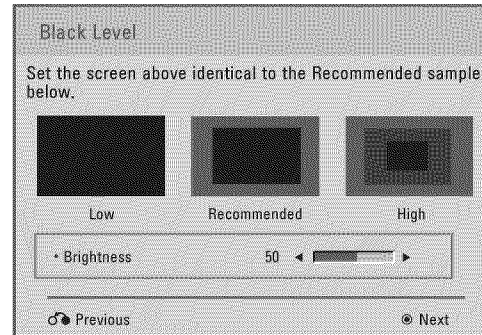 Black Level
Set the screen above identical to the Recommended sample
below.
Low Recommended High
• Brightness 50
Previous Next